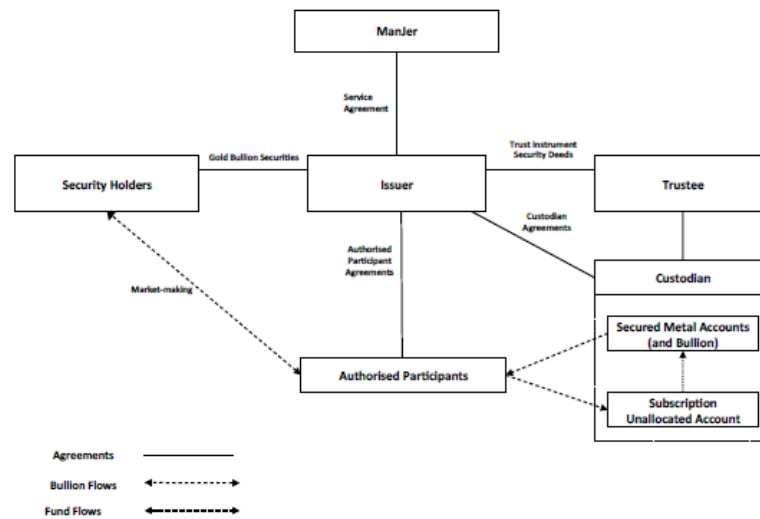 ManJer
Service
Agreement
Gold Bullion Securities
Trust Instrument
Security Deeds
Security Holders
Issuer
Trustee
Custodian
Agreements
Authorised
Participant
Agreements
Custodian
Market-making
Secured Metal Accounts
(and Bullion)
Authorised Participants
Subscription
Unallocated Account
Agreements
Bullion Flows
Fund Flows